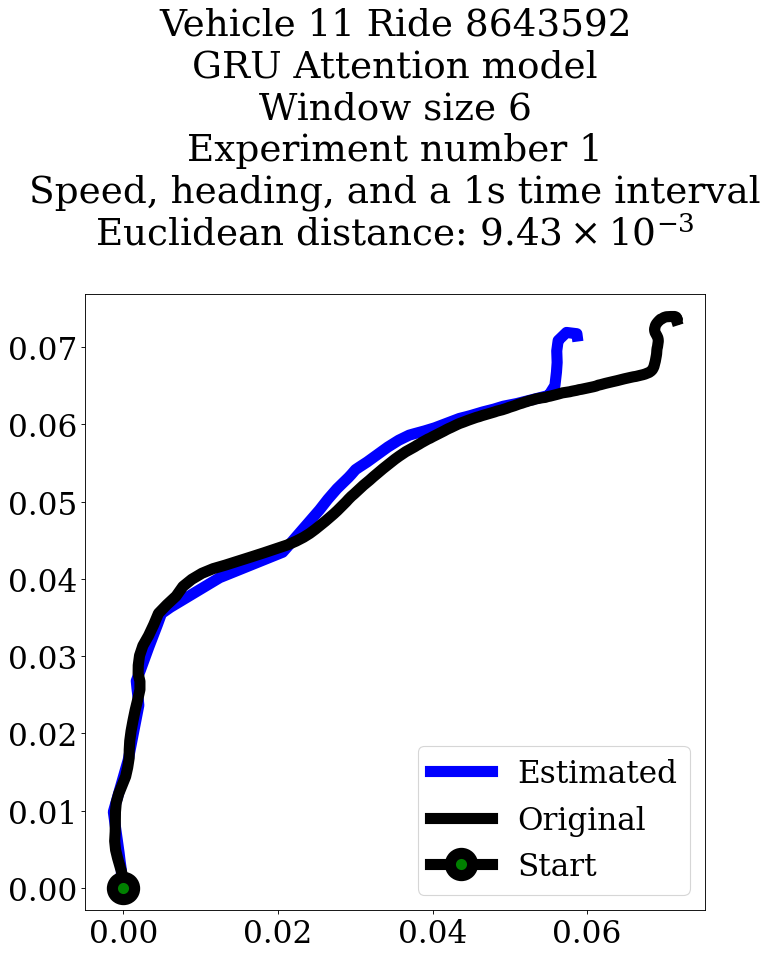 Vehicle 11 Ride 8643592
GRU Attention model
Window size 6
Experiment number 1
Speed, heading, and a 1s time interval
Euclidean distance: 9.43 × 10⁻³
0.07
0.06
0.05
0.04
0.03
0.02
0.01
0.00
Estimated
Original
Start
0.00 0.02 0.04 0.06